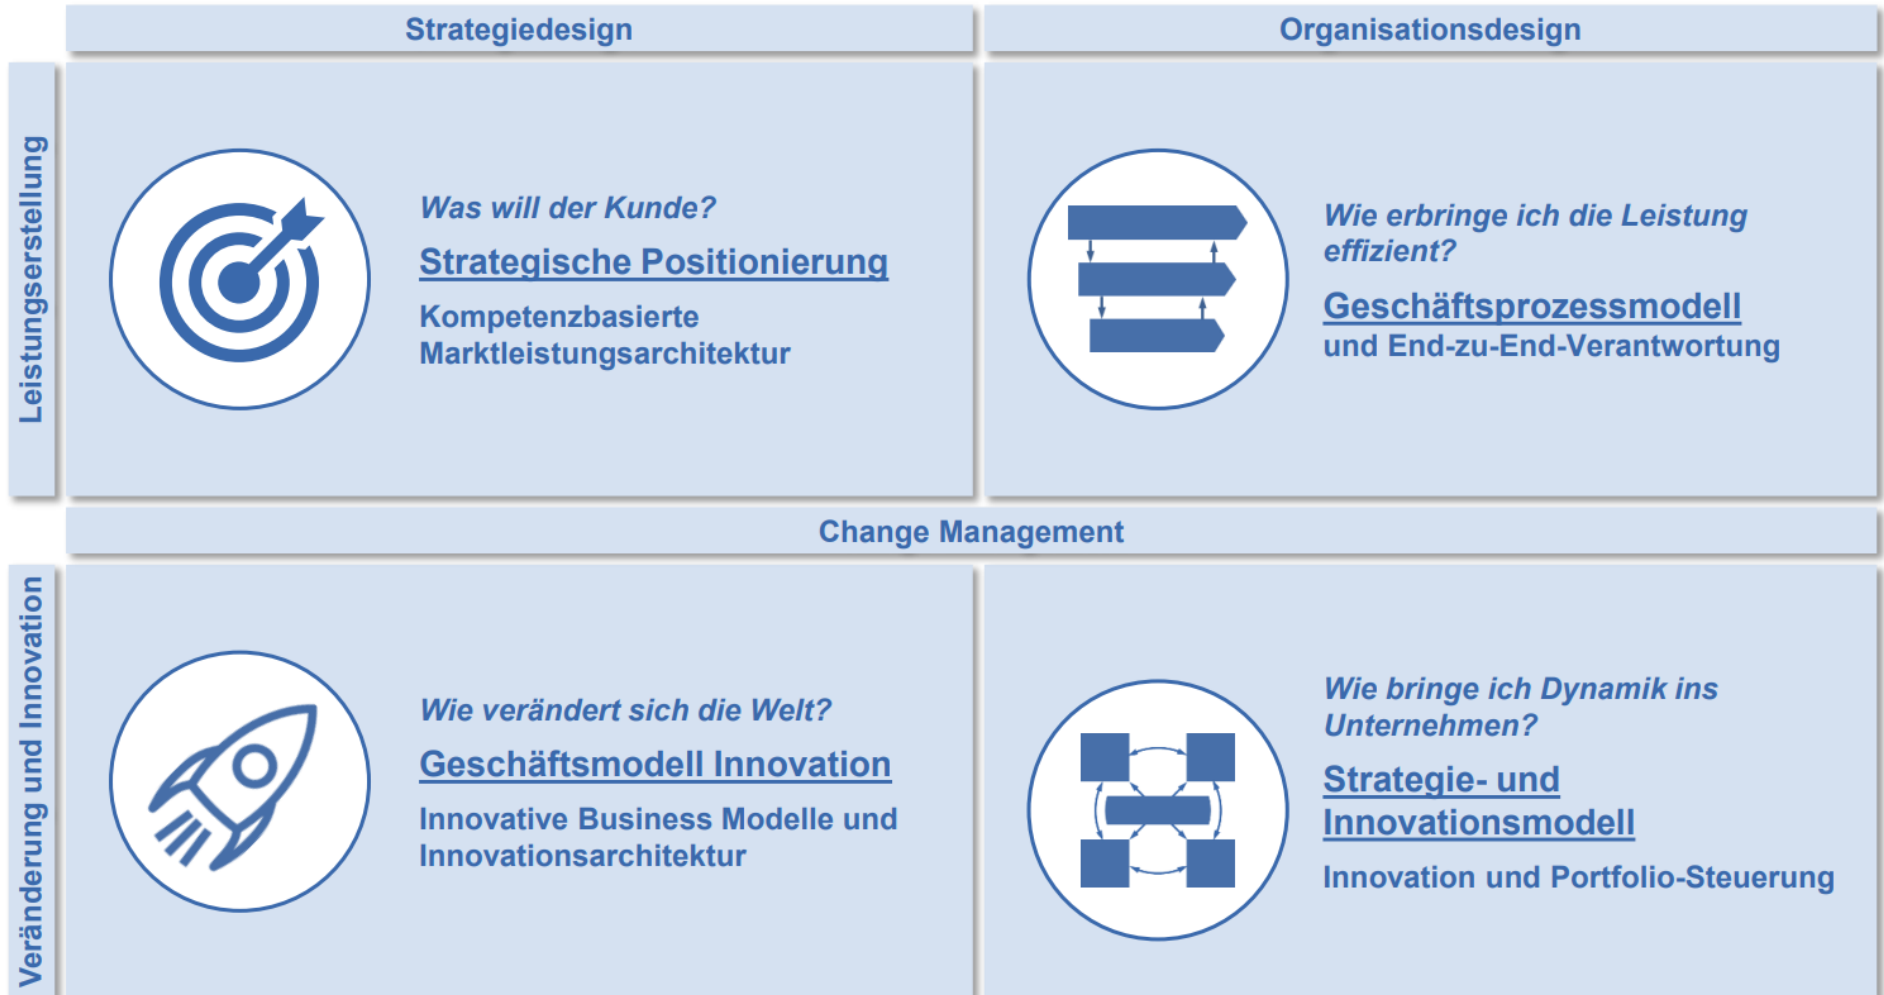 Strategiedesign
Organisationsdesign
Leistungserstellung
Was will der Kunde?
Strategische Positionierung
Kompetenzbasierte
Marktleistungsarchitektur
Wie erbringe ich die Leistung
effizient?
Geschäftsprozessmodell
und End-zu-End-Verantwortung
Change Management
Veränderung und Innovation
Wie verändert sich die Welt?
Geschäftsmodell Innovation
Innovative Business Modelle und
Innovationsarchitektur
Wie bringe ich Dynamik ins
Unternehmen?
Strategie- und
Innovationsmodell
Innovation und Portfolio-Steuerung